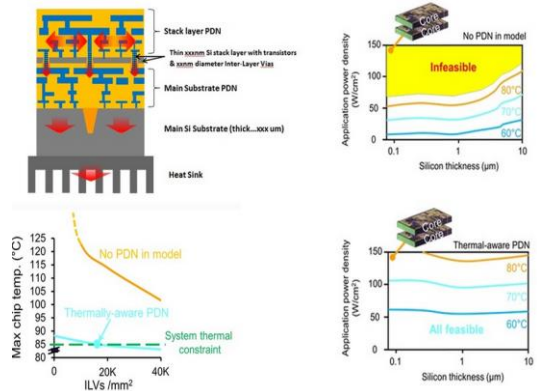 Stack layer PDN
Thin xxxnm Si stack layer with transistors
& xxnm diameter Inter-Layer Vias
Main Substrate PDN
Main Si Substrate (thick...xxx um)
Heat Sink
Core
Core
No PDN in model
Application power density
(W/cm²)
150
100
50
0
Infeasible
80°C
70°C
60°C
0.1
1
10
Silicon thickness (µm)
Max chip temp. (°C)
125
120
115
110
105
100
95
90
85
80
No PDN in model
Thermally-aware PDN
System thermal
constraint
0
20K
40K
ILVs /mm²
Core
Core
Thermal-aware PDN
Application power density
(W/cm²)
150
100
50
0
80°C
70°C
All feasible
60°C
0.1
1
10
Silicon thickness (µm)